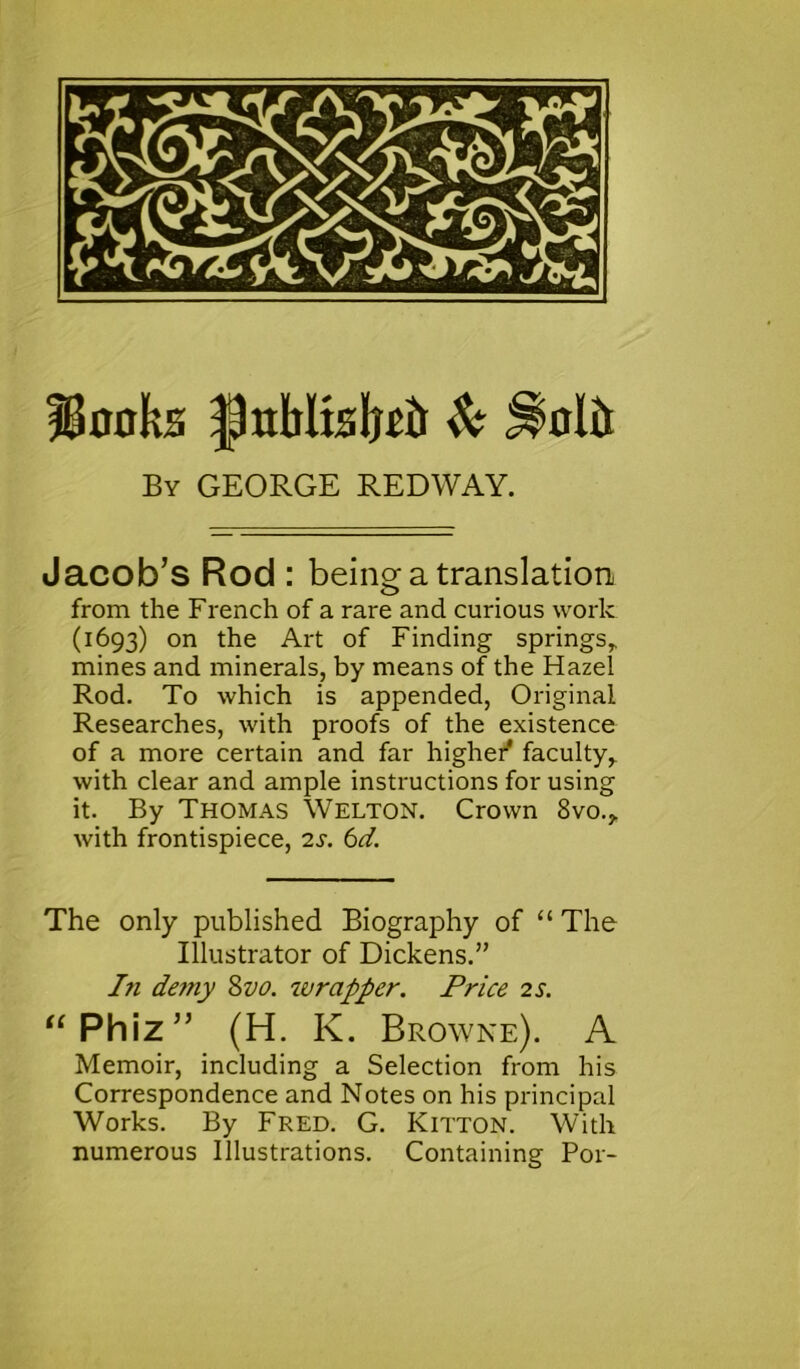 Books Published & Sold
By GEORGE REDWAY.
Jacob's Rod : being a translation
from the French of a rare and curious work
(1693) on the Art of Finding springs,
mines and minerals, by means of the Hazel
Rod. To which is appended, Original
Researches, with proofs of the existence
of a more certain and far higher faculty,
with clear and ample instructions for using
it. By THOMAS WELTON. Crown 8vo.,
with frontispiece, 2s. 6d.
The only published Biography of “ The
Illustrator of Dickens.”
In demy 8vo. wrapper. Price 2s.
“ Phiz ” (H. K. BROWNE). A
Memoir, including a Selection from his
Correspondence and Notes on his principal
Works. By FRED. G. KITTON. With
numerous Illustrations. Containing Por-